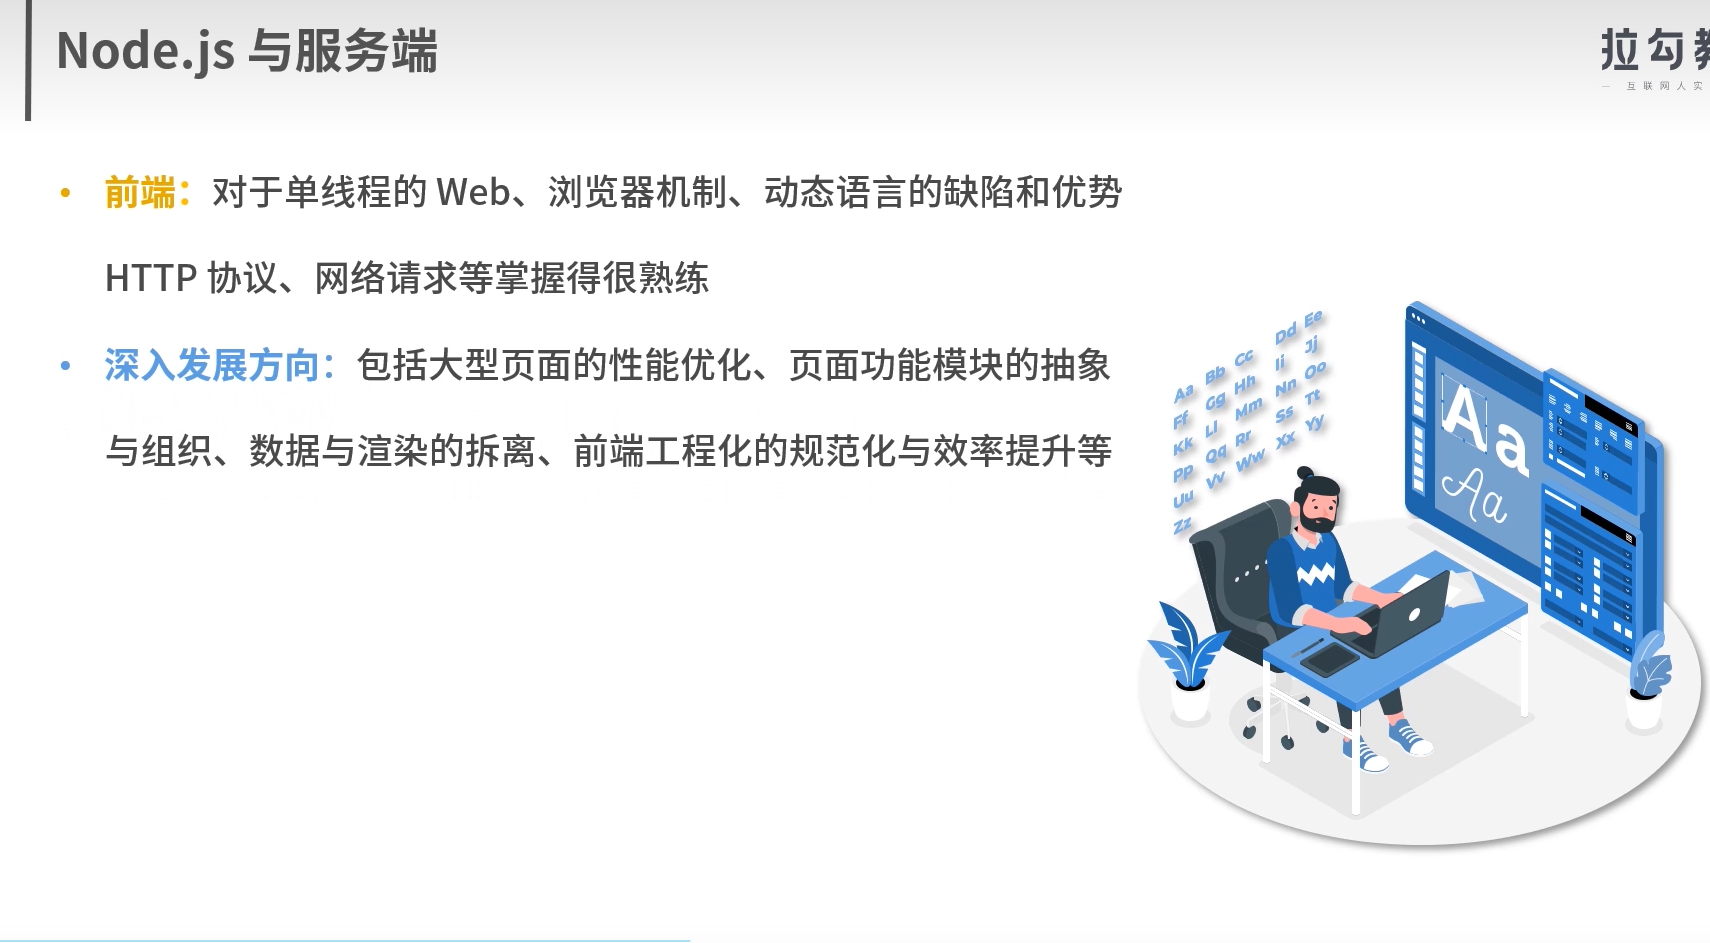 Node.js 与服务端
拉勾
— 互联网人实
• 前端：对于单线程的 Web、浏览器机制、动态语言的缺陷和优势
HTTP 协议、网络请求等掌握得很熟练
• 深入发展方向：包括大型页面的性能优化、页面功能模块的抽象
与组织、数据与渲染的拆离、前端工程化的规范化与效率提升等
Aa Bb Cc Dd Ee
Ff Gg Hh Ii Jj
Kk Ll Mm Nn Oo
Pp Qq Rr Ss Tt
Uu Vv Ww Xx Yy
Zz
Aa
Aa